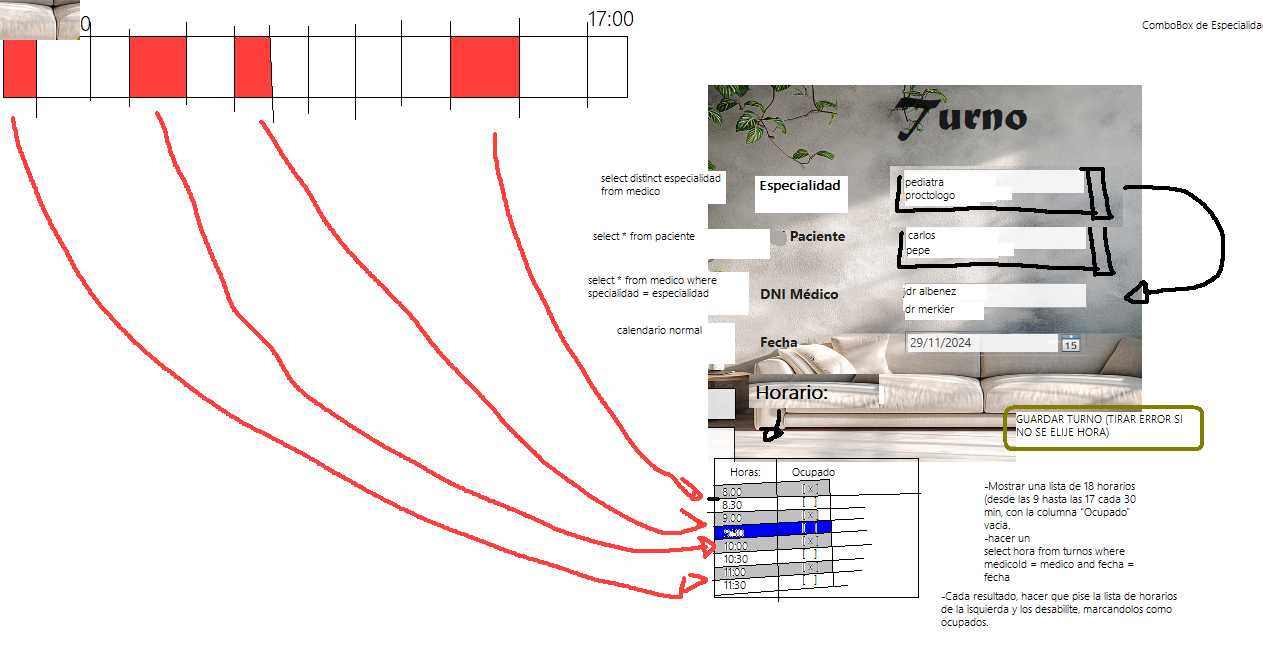 0
17:00
ComboBox de Especialida
Turno
select distinct especialidad
from medico
Especialidad
pediatra
proctologo
select * from paciente
Paciente
carlos
pepe
select * from medico where
specialidad = especialidad
DNI Médico
jdr albenez
dr merkier
calendario normal
Fecha
29/11/2024
15
Horario:
GUARDAR TURNO (TIRAR ERROR SI
NO SE ELIJE HORA)
Horas: Ocupado
8:00 [ x ]
8.30 [ ]
9:00 [ x ]
[ ]
10:00 [ x ]
10:30 [ ]
11:00 [ x ]
11:30 [ ]
-Mostrar una lista de 18 horarios
(desde las 9 hasta las 17 cada 30
min, con la columna "Ocupado"
vacia.
-hacer un
select hora from turnos where
medicoId = medico and fecha =
fecha
-Cada resultado, hacer que pise la lista de horarios
de la isquierda y los desabilite, marcandolos como
ocupados.